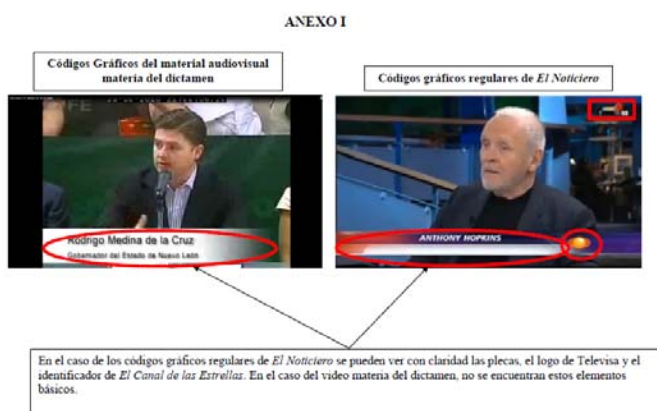 ANEXO I
Códigos Gráficos del material audiovisual
materia del dictamen
Códigos gráficos regulares de El Noticiero
Rodrigo Medina de la Cruz
Gobernador del Estado de Nuevo León
ANTHONY HOPKINS
En el caso de los códigos gráficos regulares de El Noticiero se pueden ver con claridad las plecas, el logo de Televisa y el
identificador de El Canal de las Estrellas. En el caso del video materia del dictamen, no se encuentran estos elementos
básicos.